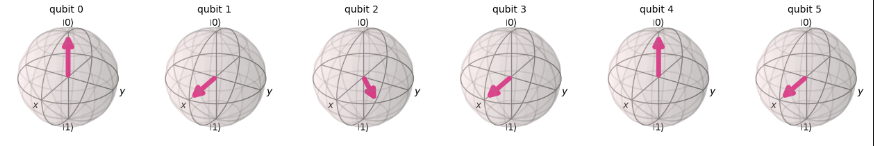 qubit 0 qubit 1 qubit 2 qubit 3 qubit 4 qubit 5
|0⟩ |0⟩ |0⟩ |0⟩ |0⟩ |0⟩
x y x y x y x y x y x y
|1⟩ |1⟩ |1⟩ |1⟩ |1⟩ |1⟩